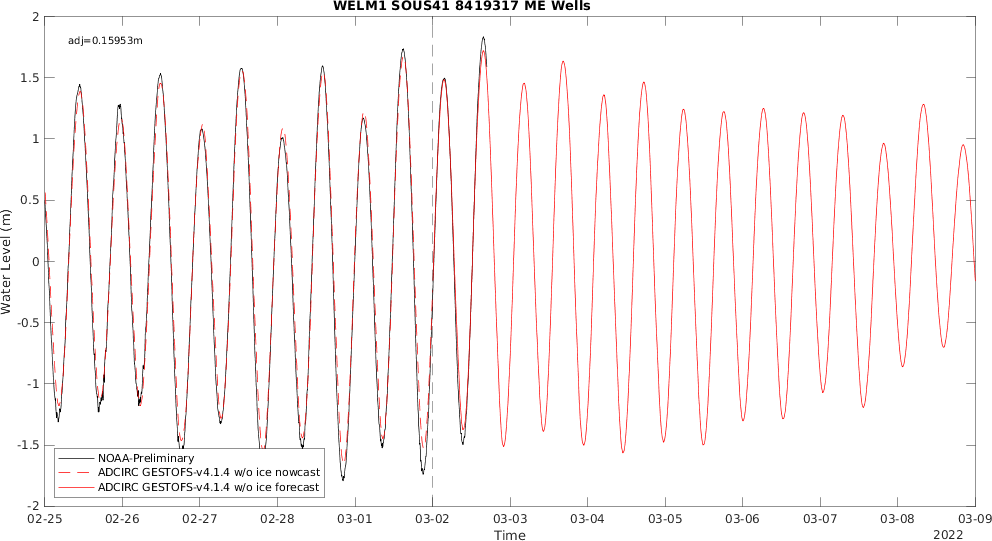 WELM1 SOUS41 8419317 ME Wells
adj=0.15953m
2
1.5
1
0.5
0
-0.5
-1
-1.5
-2
Water Level (m)
NOAA-Preliminary
ADCIRC GESTOFS-v4.1.4 w/o ice nowcast
ADCIRC GESTOFS-v4.1.4 w/o ice forecast
02-25 02-26 02-27 02-28 03-01 03-02 03-03 03-04 03-05 03-06 03-07 03-08 03-09
Time
2022